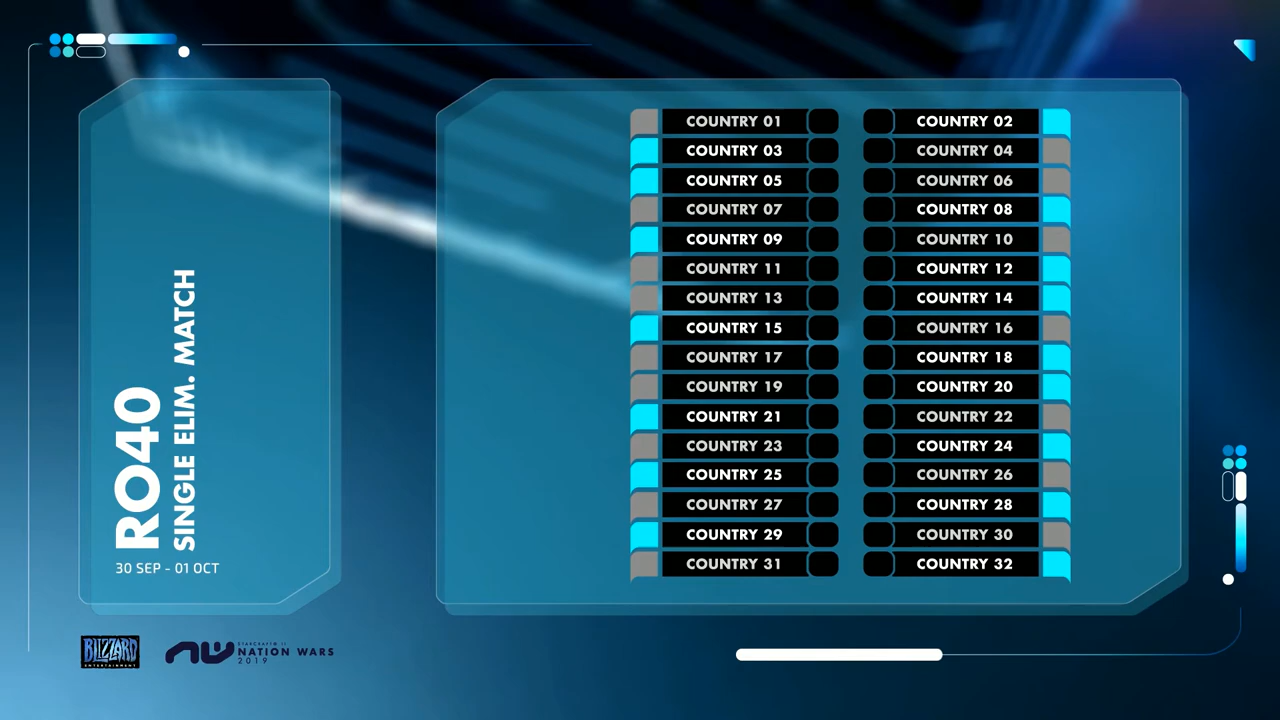 COUNTRY 01 COUNTRY 02
COUNTRY 03 COUNTRY 04
COUNTRY 05 COUNTRY 06
COUNTRY 07 COUNTRY 08
COUNTRY 09 COUNTRY 10
COUNTRY 11 COUNTRY 12
COUNTRY 13 COUNTRY 14
COUNTRY 15 COUNTRY 16
COUNTRY 17 COUNTRY 18
COUNTRY 19 COUNTRY 20
COUNTRY 21 COUNTRY 22
COUNTRY 23 COUNTRY 24
COUNTRY 25 COUNTRY 26
COUNTRY 27 COUNTRY 28
COUNTRY 29 COUNTRY 30
COUNTRY 31 COUNTRY 32
RO40
SINGLE ELIM. MATCH
30 SEP - 01 OCT
BLIZZARD
ENTERTAINMENT
STARCRAFT II
NATION WARS
2019